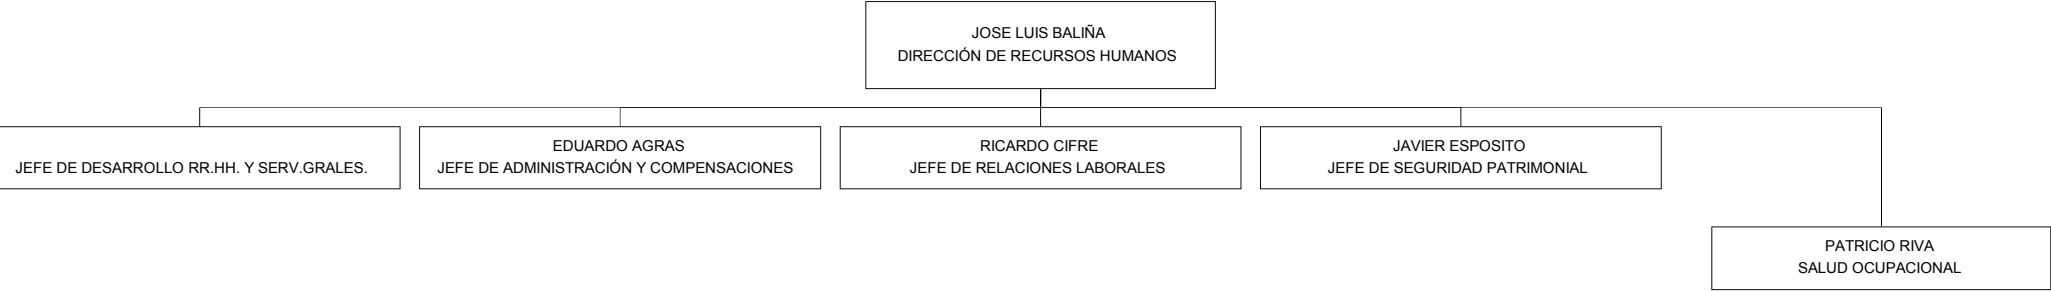 JOSE LUIS BALIÑA
DIRECCIÓN DE RECURSOS HUMANOS
JEFE DE DESARROLLO RR.HH. Y SERV.GRALES.
EDUARDO AGRAS
JEFE DE ADMINISTRACIÓN Y COMPENSACIONES
RICARDO CIFRE
JEFE DE RELACIONES LABORALES
JAVIER ESPOSITO
JEFE DE SEGURIDAD PATRIMONIAL
PATRICIO RIVA
SALUD OCUPACIONAL